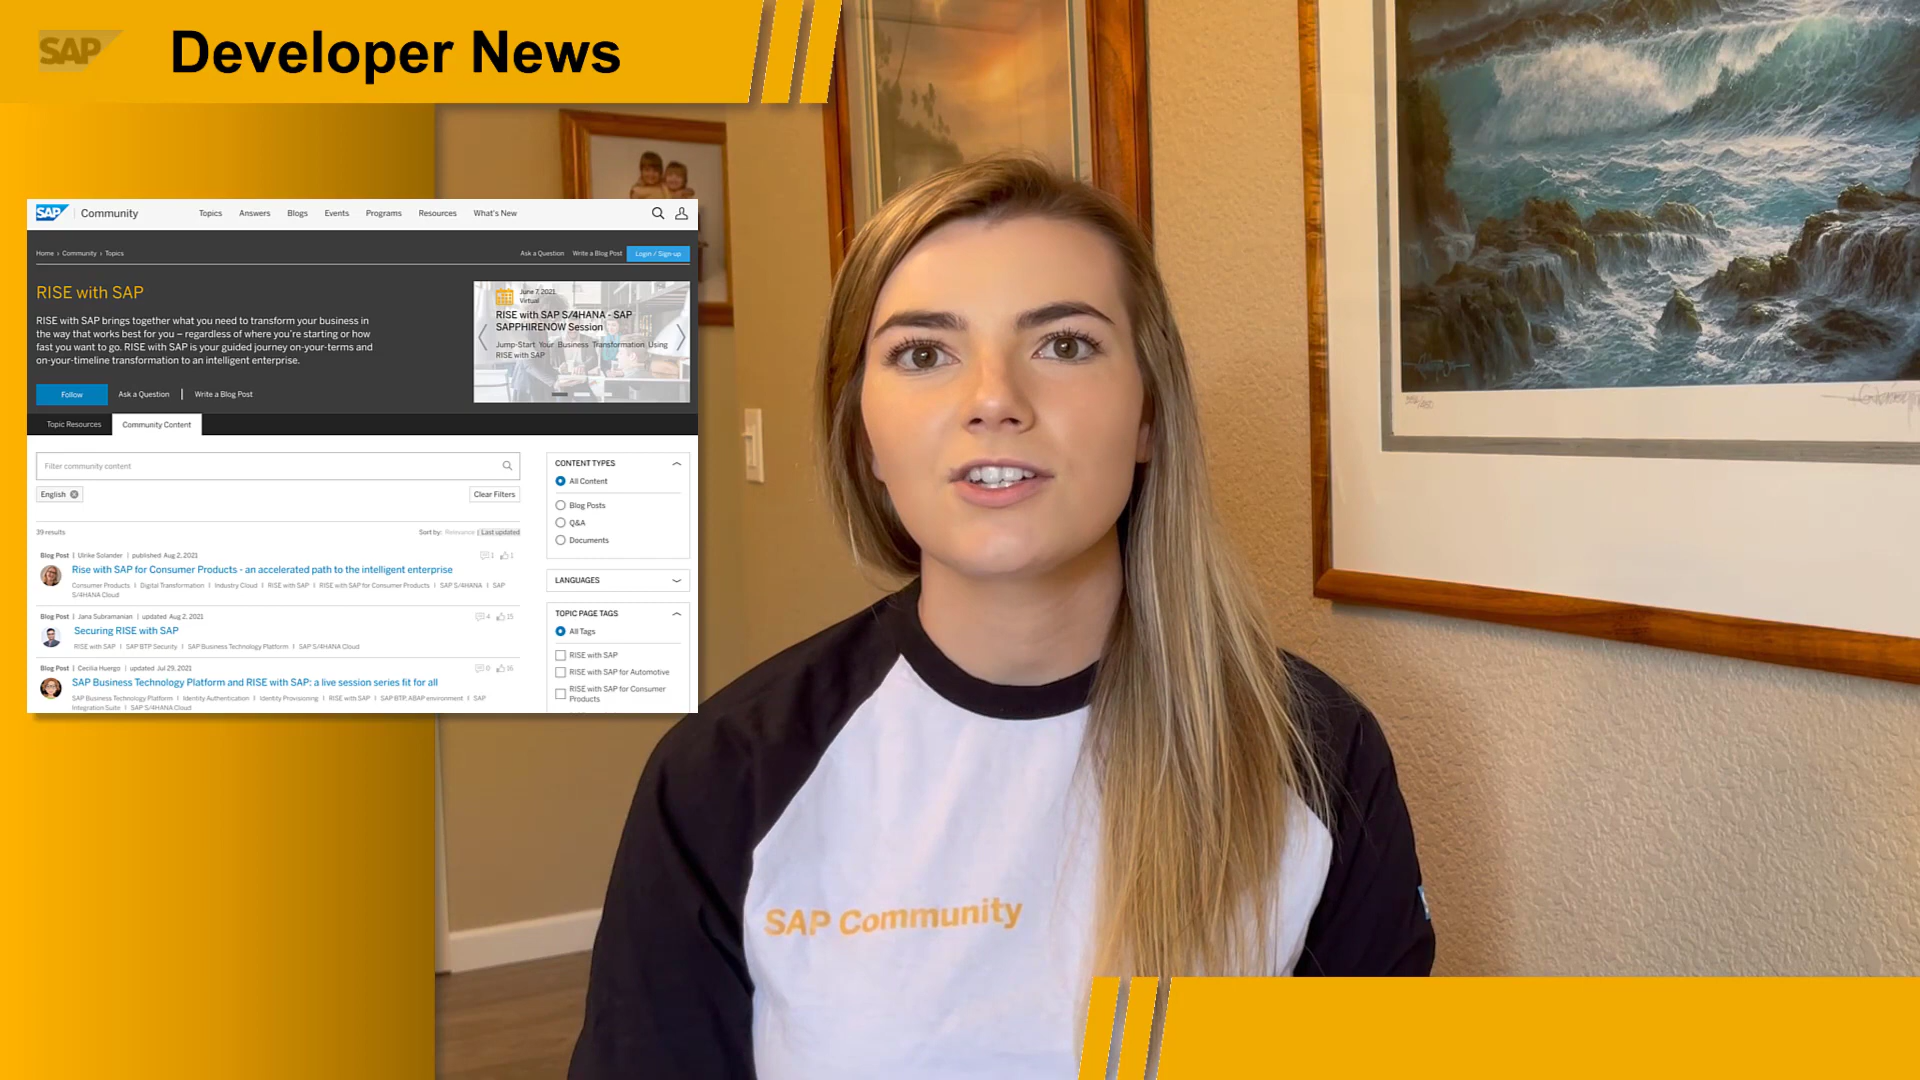 SAP Developer News
SAP Community Topics Answers Blogs Events Programs Resources What's New
Home › Community › Topics Ask a Question Write a Blog Post Login / Sign-up
RISE with SAP
RISE with SAP brings together what you need to transform your business in
the way that works best for you – regardless of where you're starting or how
fast you want to go. RISE with SAP is your guided journey on-your-terms and
on-your-timeline transformation to an intelligent enterprise.
Follow Ask a Question | Write a Blog Post
June 7, 2021
Virtual
RISE with SAP S/4HANA - SAP
SAPPHIRENOW Session
Jump-Start Your Business Transformation Using
RISE with SAP
Topic Resources Community Content
Filter community content
English
Clear Filters
39 results Sort by: Relevance | Last updated
Blog Post | Ulrike Solander | published Aug 2, 2021 1 1
Rise with SAP for Consumer Products - an accelerated path to the intelligent enterprise
Consumer Products | Digital Transformation | Industry Cloud | RISE with SAP | RISE with SAP for Consumer Products | SAP S/4HANA | SAP
S/4HANA Cloud
Blog Post | Jana Subramanian | updated Aug 2, 2021 4 15
Securing RISE with SAP
RISE with SAP | SAP BTP Security | SAP Business Technology Platform | SAP S/4HANA Cloud
Blog Post | Cecilia Huergo | updated Jul 29, 2021 0 16
SAP Business Technology Platform and RISE with SAP: a live session series fit for all
SAP Business Technology Platform | Identity Authentication | Identity Provisioning | RISE with SAP | SAP BTP, ABAP environment | SAP
Integration Suite | SAP S/4HANA Cloud
CONTENT TYPES
All Content
Blog Posts
Q&A
Documents
LANGUAGES
TOPIC PAGE TAGS
All Tags
RISE with SAP
RISE with SAP for Automotive
RISE with SAP for Consumer
Products
SAP Community